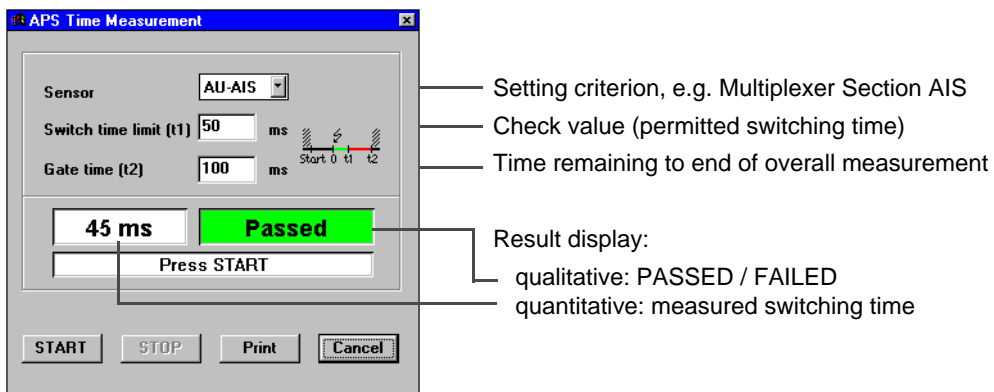 APS Time Measurement
Sensor AU-AIS
Setting criterion, e.g. Multiplexer Section AIS
Switch time limit (t1) 50 ms
Check value (permitted switching time)
Start 0 t1 t2
Gate time (t2) 100 ms
Time remaining to end of overall measurement
45 ms Passed
Press START
Result display:
qualitative: PASSED / FAILED
quantitative: measured switching time
START STOP Print Cancel